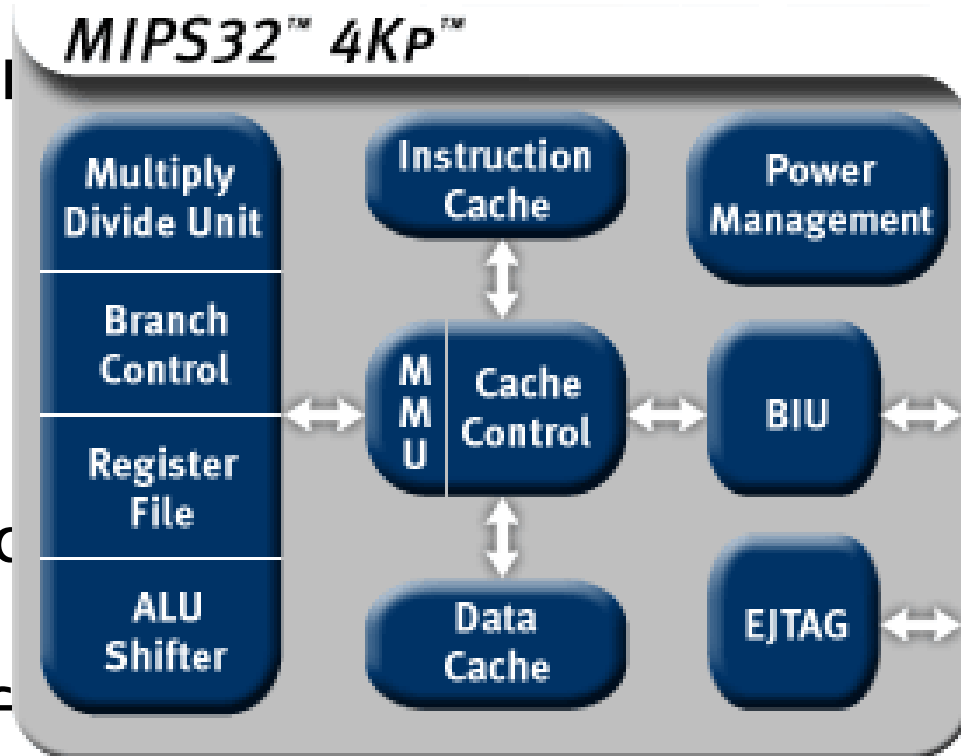 MIPS32™ 4Kp™
Multiply
Divide Unit
Branch
Control
Register
File
ALU
Shifter
Instruction
Cache
M
M
U
Cache
Control
Data
Cache
Power
Management
BIU
EJTAG